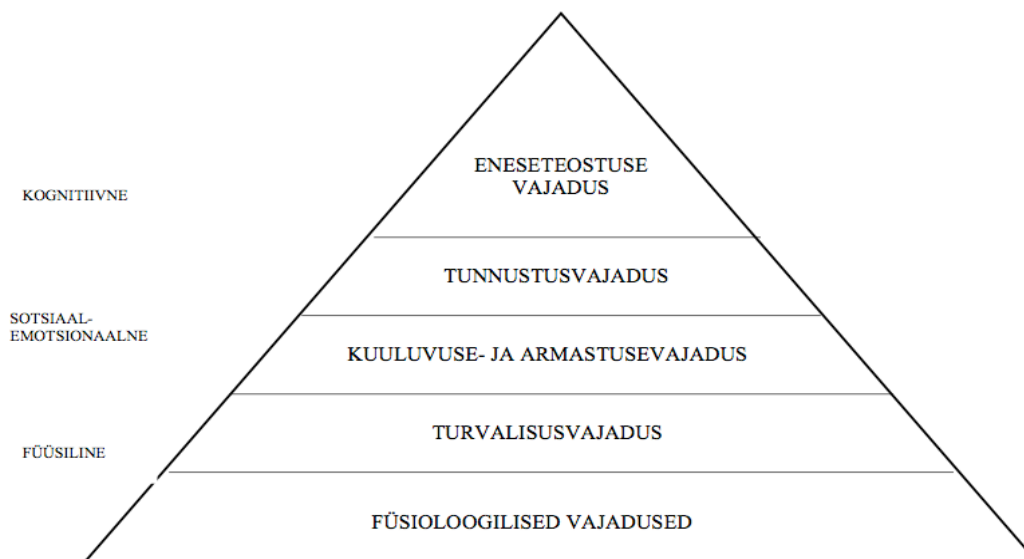 ENESETEOSTUSE
VAJADUS
KOGNITIIVNE
TUNNUSTUSVAJADUS
SOTSIAAL-
EMOTSIONAALNE
KUULUVUSE- JA ARMASTUSEVAJADUS
TURVALISUSVAJADUS
FÜÜSILINE
FÜSIOLOOGILISED VAJADUSED